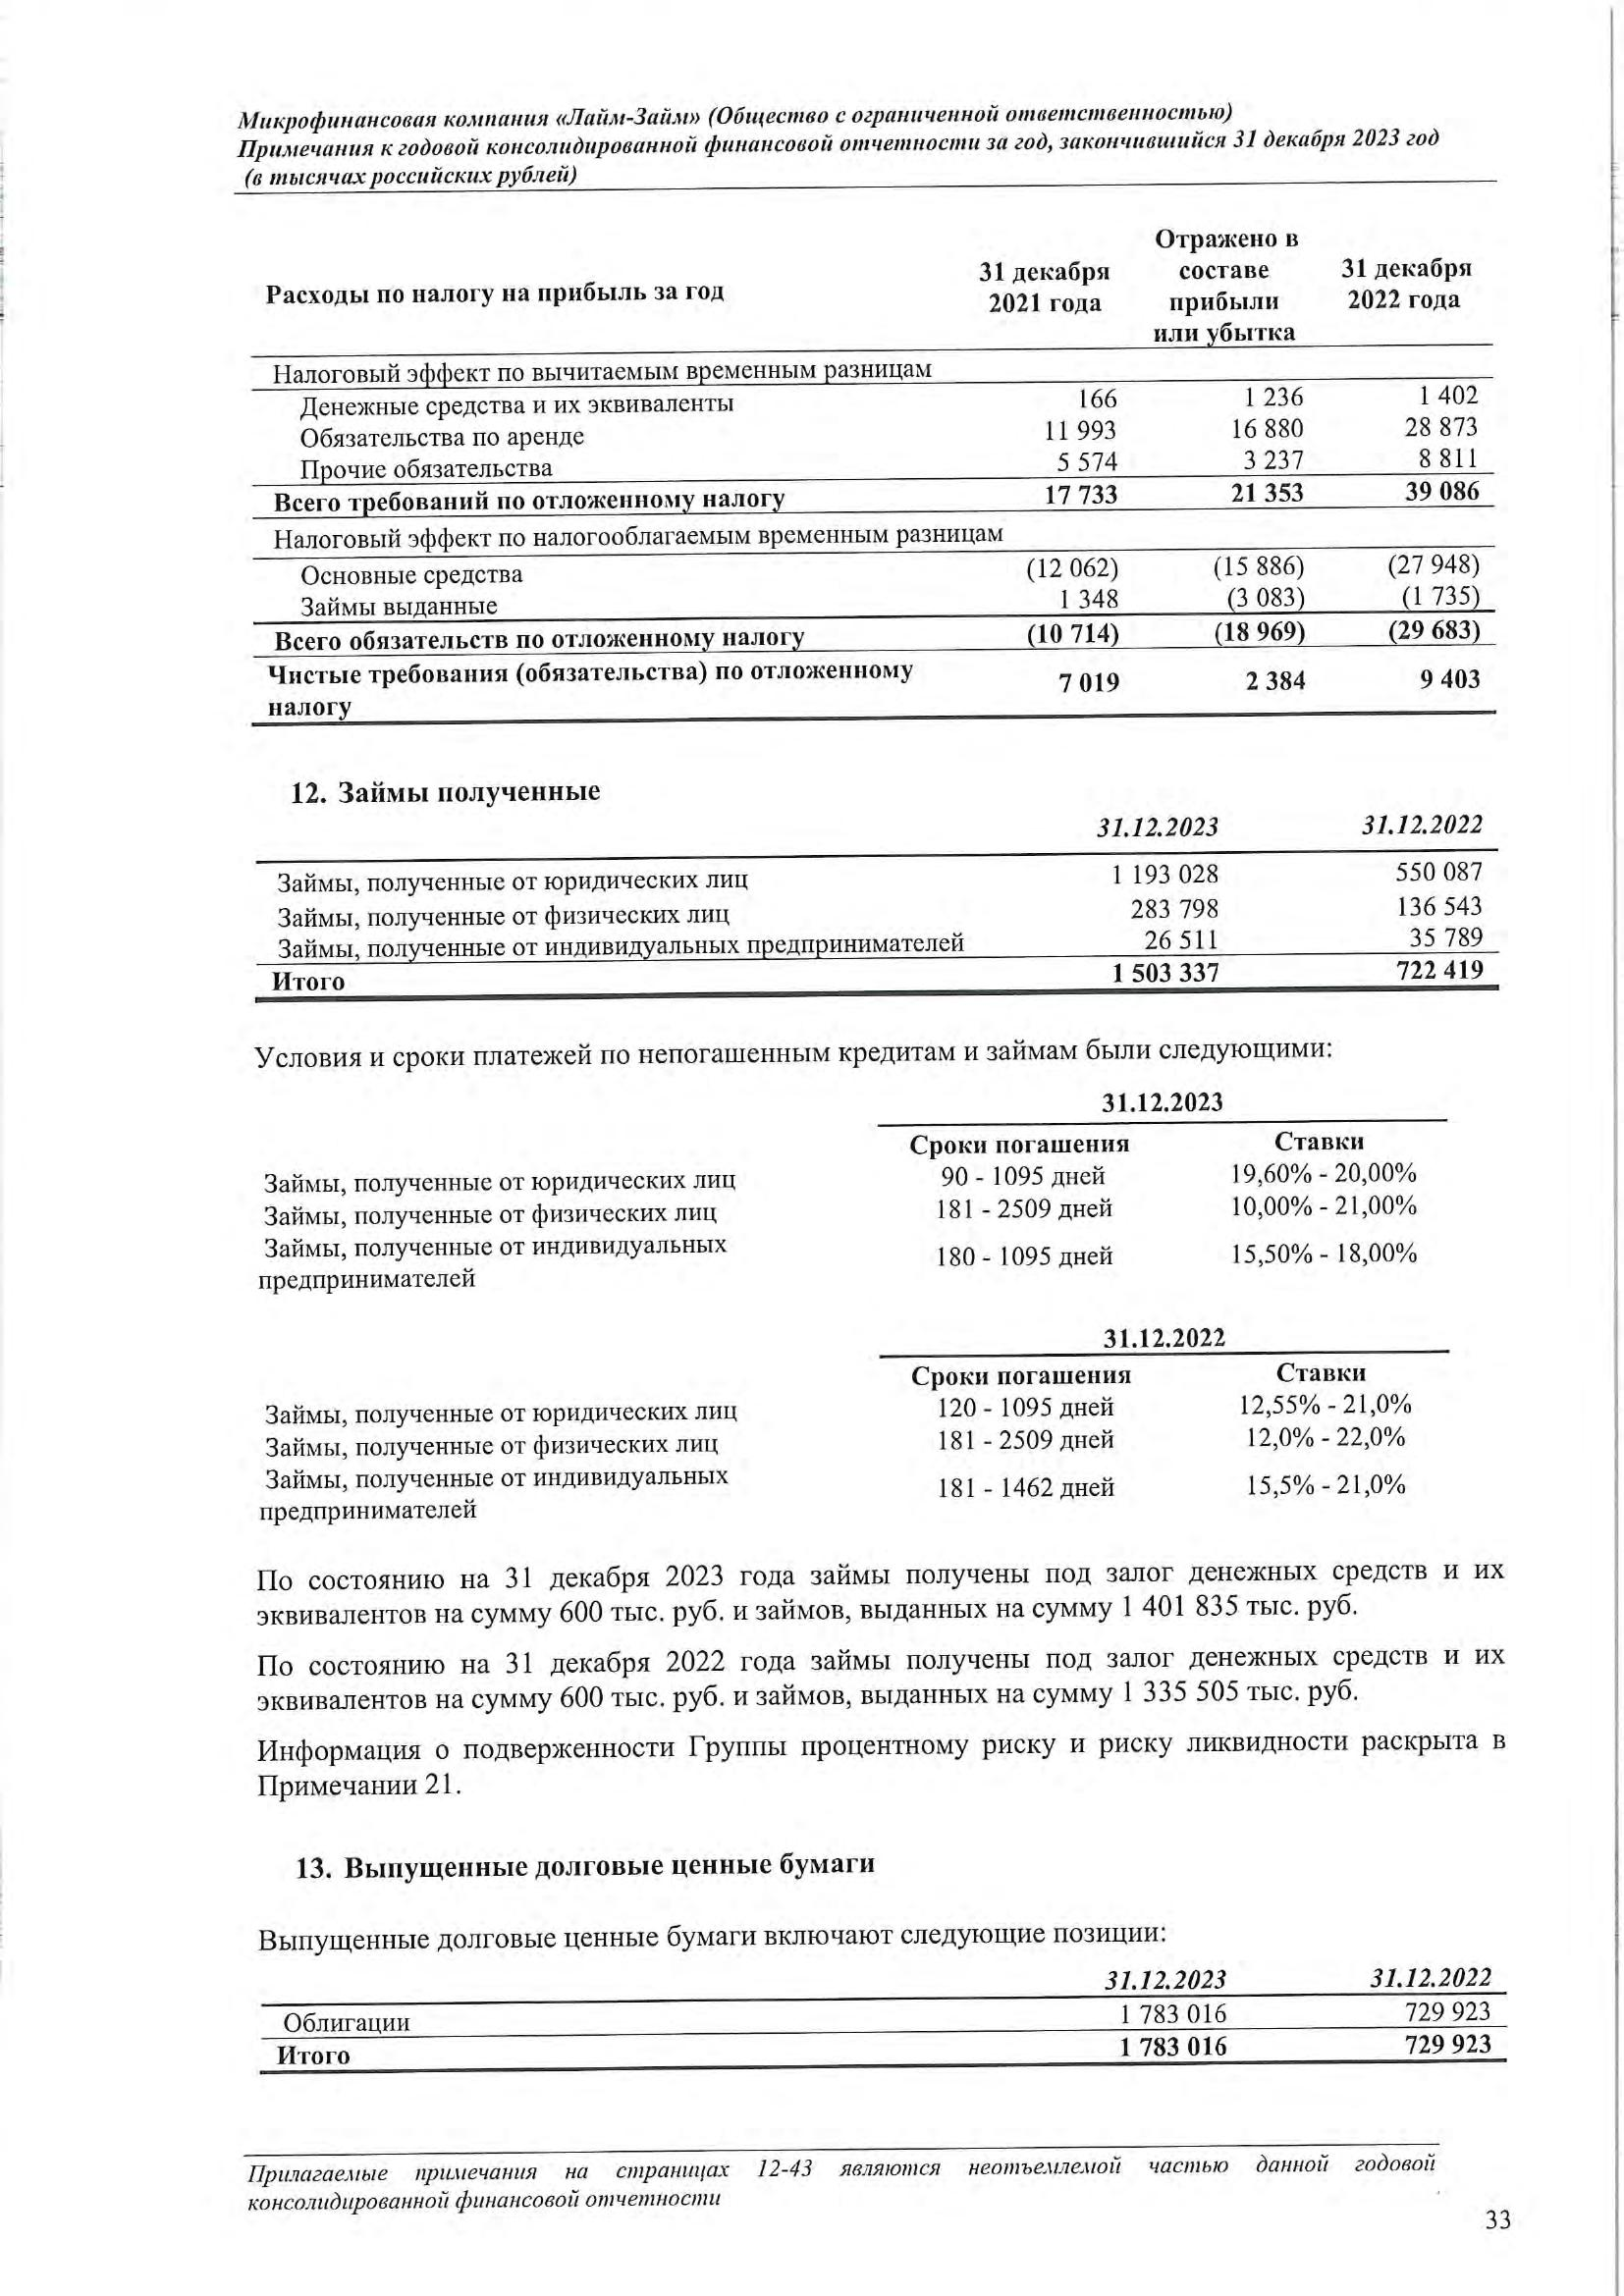 Микрофинансовая компания «Лайм-Займ» (Общество с ограниченной ответственностью)
Примечания к годовой консолидированной финансовой отчетности за год, закончившийся 31 декабря 2023 год
(в тысячах российских рублей)
Расходы по налогу на прибыль за год 31 декабря 2021 года Отражено в составе прибыли или убытка 31 декабря 2022 года
Налоговый эффект по вычитаемым временным разницам
Денежные средства и их эквиваленты 166 1 236 1 402
Обязательства по аренде 11 993 16 880 28 873
Прочие обязательства 5 574 3 237 8 811
Всего требований по отложенному налогу 17 733 21 353 39 086
Налоговый эффект по налогооблагаемым временным разницам
Основные средства (12 062) (15 886) (27 948)
Займы выданные 1 348 (3 083) (1 735)
Всего обязательств по отложенному налогу (10 714) (18 969) (29 683)
Чистые требования (обязательства) по отложенному
налогу 7 019 2 384 9 403
12. Займы полученные
31.12.2023 31.12.2022
Займы, полученные от юридических лиц 1 193 028 550 087
Займы, полученные от физических лиц 283 798 136 543
Займы, полученные от индивидуальных предпринимателей 26 511 35 789
Итого 1 503 337 722 419
Условия и сроки платежей по непогашенным кредитам и займам были следующими:
31.12.2023
Сроки погашения Ставки
Займы, полученные от юридических лиц 90 - 1095 дней 19,60% - 20,00%
Займы, полученные от физических лиц 181 - 2509 дней 10,00% - 21,00%
Займы, полученные от индивидуальных
предпринимателей 180 - 1095 дней 15,50% - 18,00%
31.12.2022
Сроки погашения Ставки
Займы, полученные от юридических лиц 120 - 1095 дней 12,55% - 21,0%
Займы, полученные от физических лиц 181 - 2509 дней 12,0% - 22,0%
Займы, полученные от индивидуальных
предпринимателей 181 - 1462 дней 15,5% - 21,0%
По состоянию на 31 декабря 2023 года займы получены под залог денежных средств и их
эквивалентов на сумму 600 тыс. руб. и займов, выданных на сумму 1 401 835 тыс. руб.
По состоянию на 31 декабря 2022 года займы получены под залог денежных средств и их
эквивалентов на сумму 600 тыс. руб. и займов, выданных на сумму 1 335 505 тыс. руб.
Информация о подверженности Группы процентному риску и риску ликвидности раскрыта в
Примечании 21.
13. Выпущенные долговые ценные бумаги
Выпущенные долговые ценные бумаги включают следующие позиции:
31.12.2023 31.12.2022
Облигации 1 783 016 729 923
Итого 1 783 016 729 923
Прилагаемые примечания на страницах 12-43 являются неотъемлемой частью данной годовой
консолидированной финансовой отчетности
33